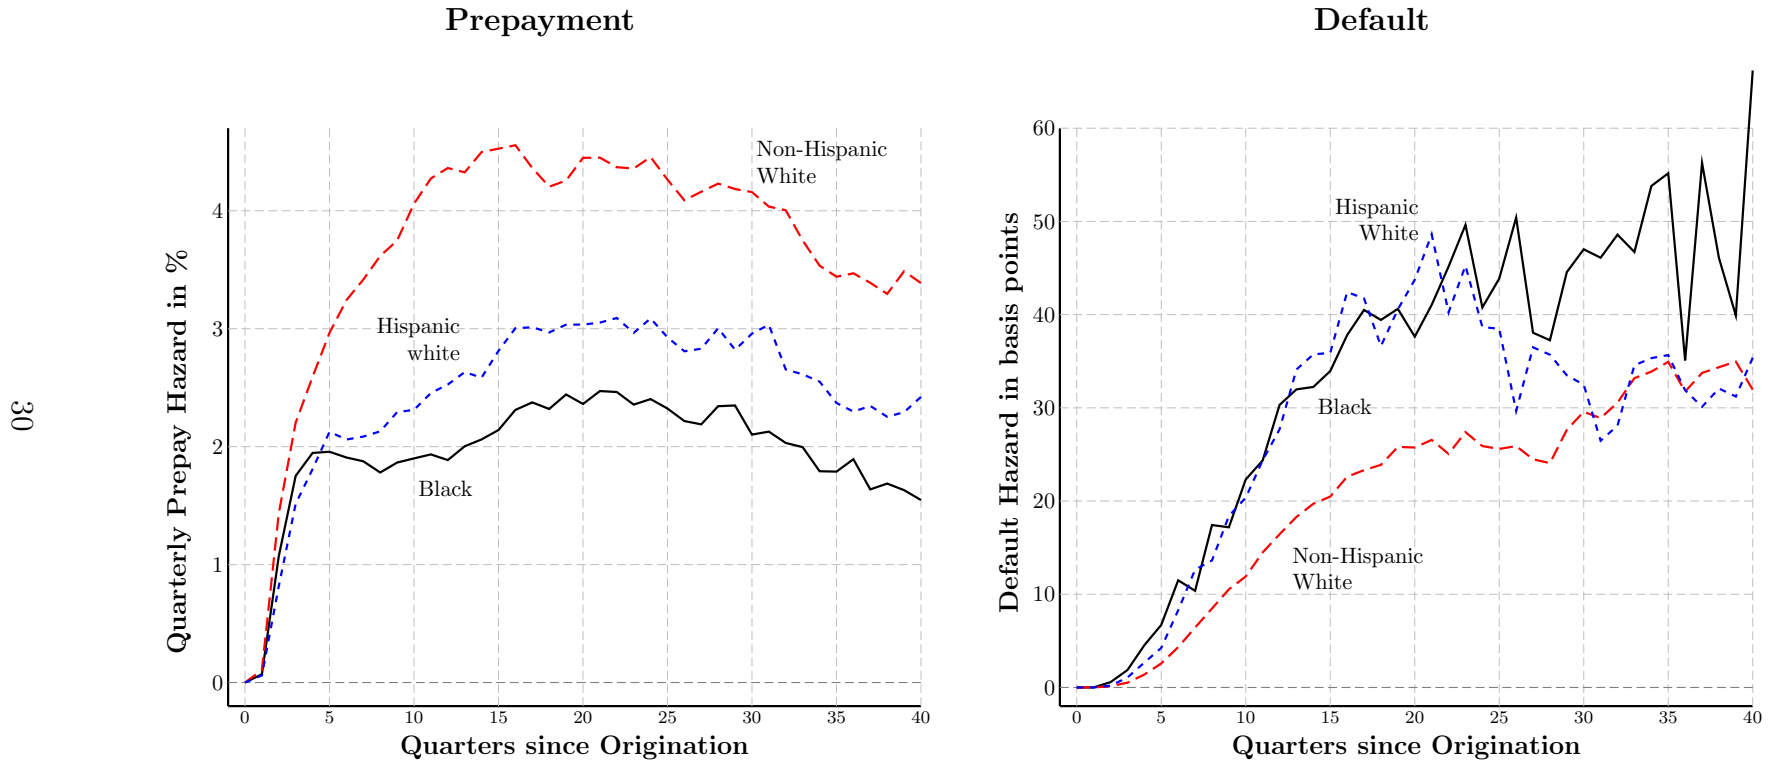 Prepayment
Non-Hispanic
White
Hispanic
white
Black
4
3
2
1
0
0 5 10 15 20 25 30 35 40
Quarters since Origination
Quarterly Prepay Hazard in %
Default
Hispanic
White
Black
Non-Hispanic
White
60
50
40
30
20
10
0
0 5 10 15 20 25 30 35 40
Quarters since Origination
Default Hazard in basis points
30